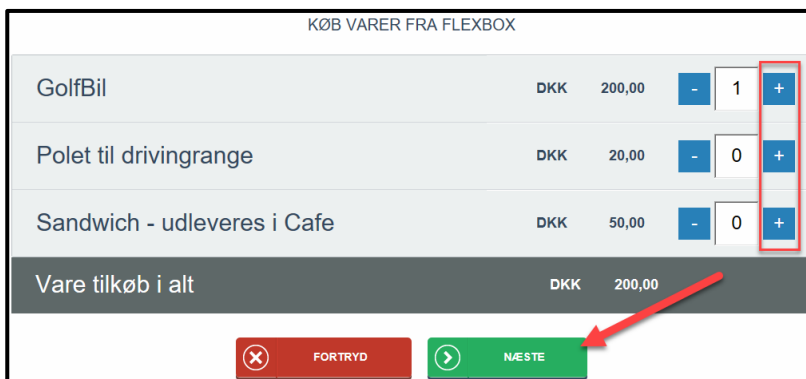 KØB VARER FRA FLEXBOX
GolfBil DKK 200,00 - 1 +
Polet til drivingrange DKK 20,00 - 0 +
Sandwich - udleveres i Cafe DKK 50,00 - 0 +
Vare tilkøb i alt DKK 200,00
FORTRYD NÆSTE